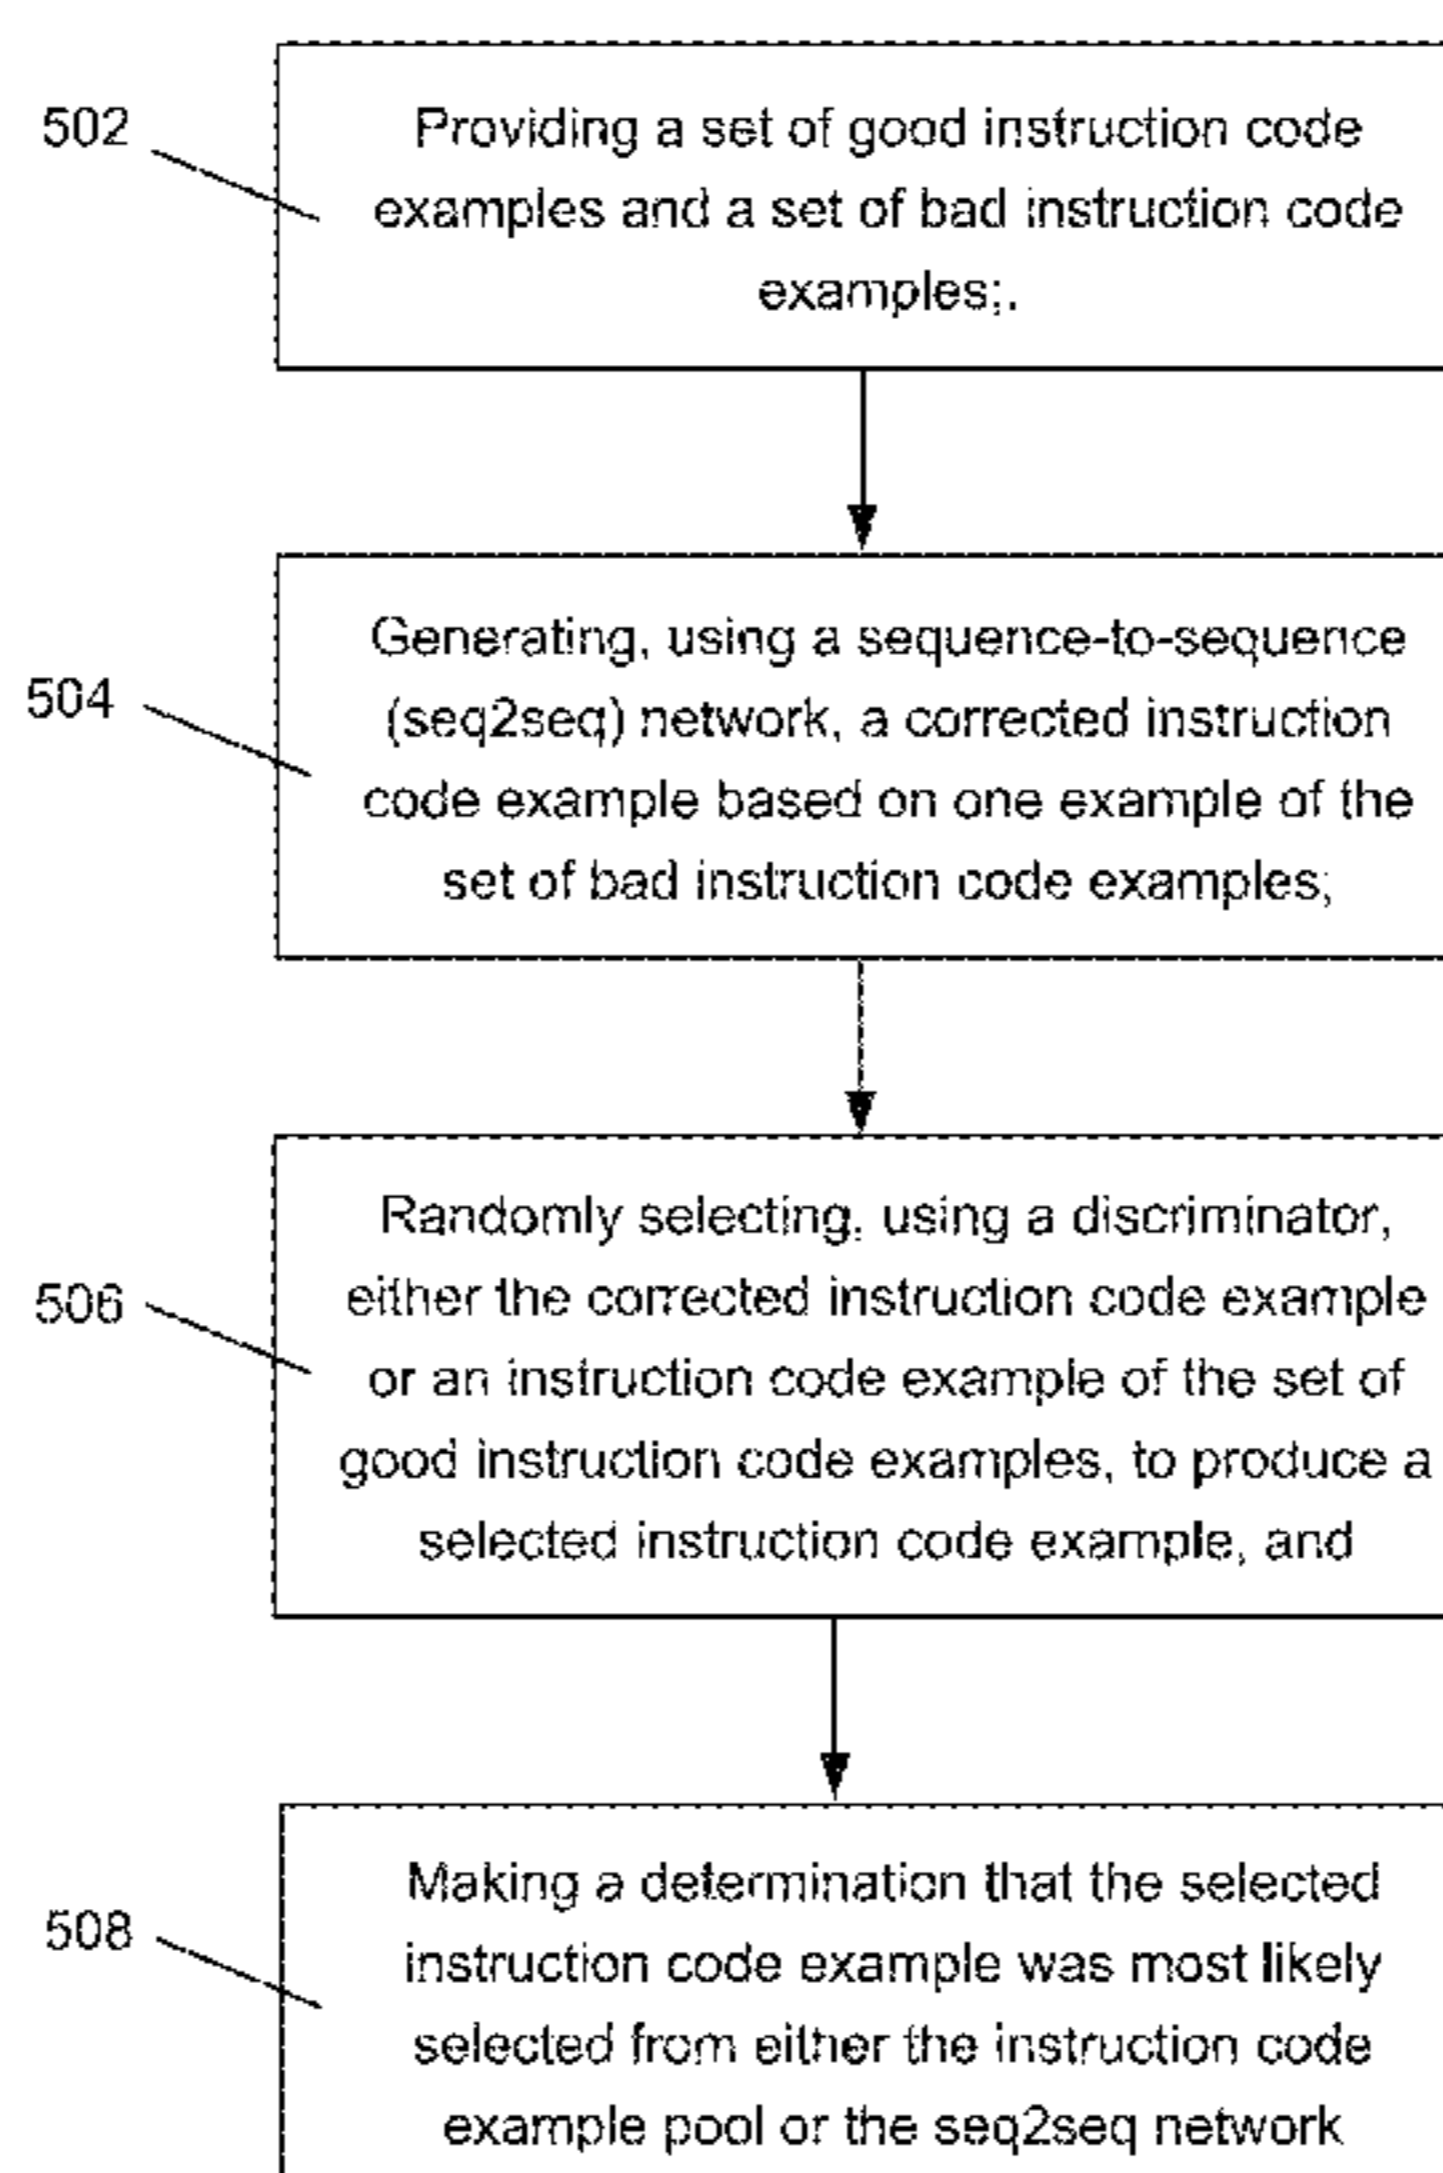 502
Providing a set of good instruction code
examples and a set of bad instruction code
examples;.
504
Generating, using a sequence-to-sequence
(seq2seq) network, a corrected instruction
code example based on one example of the
set of bad instruction code examples;
506
Randomly selecting, using a discriminator,
either the corrected instruction code example
or an instruction code example of the set of
good instruction code examples, to produce a
selected instruction code example, and
508
Making a determination that the selected
instruction code example was most likely
selected from either the instruction code
example pool or the seq2seq network